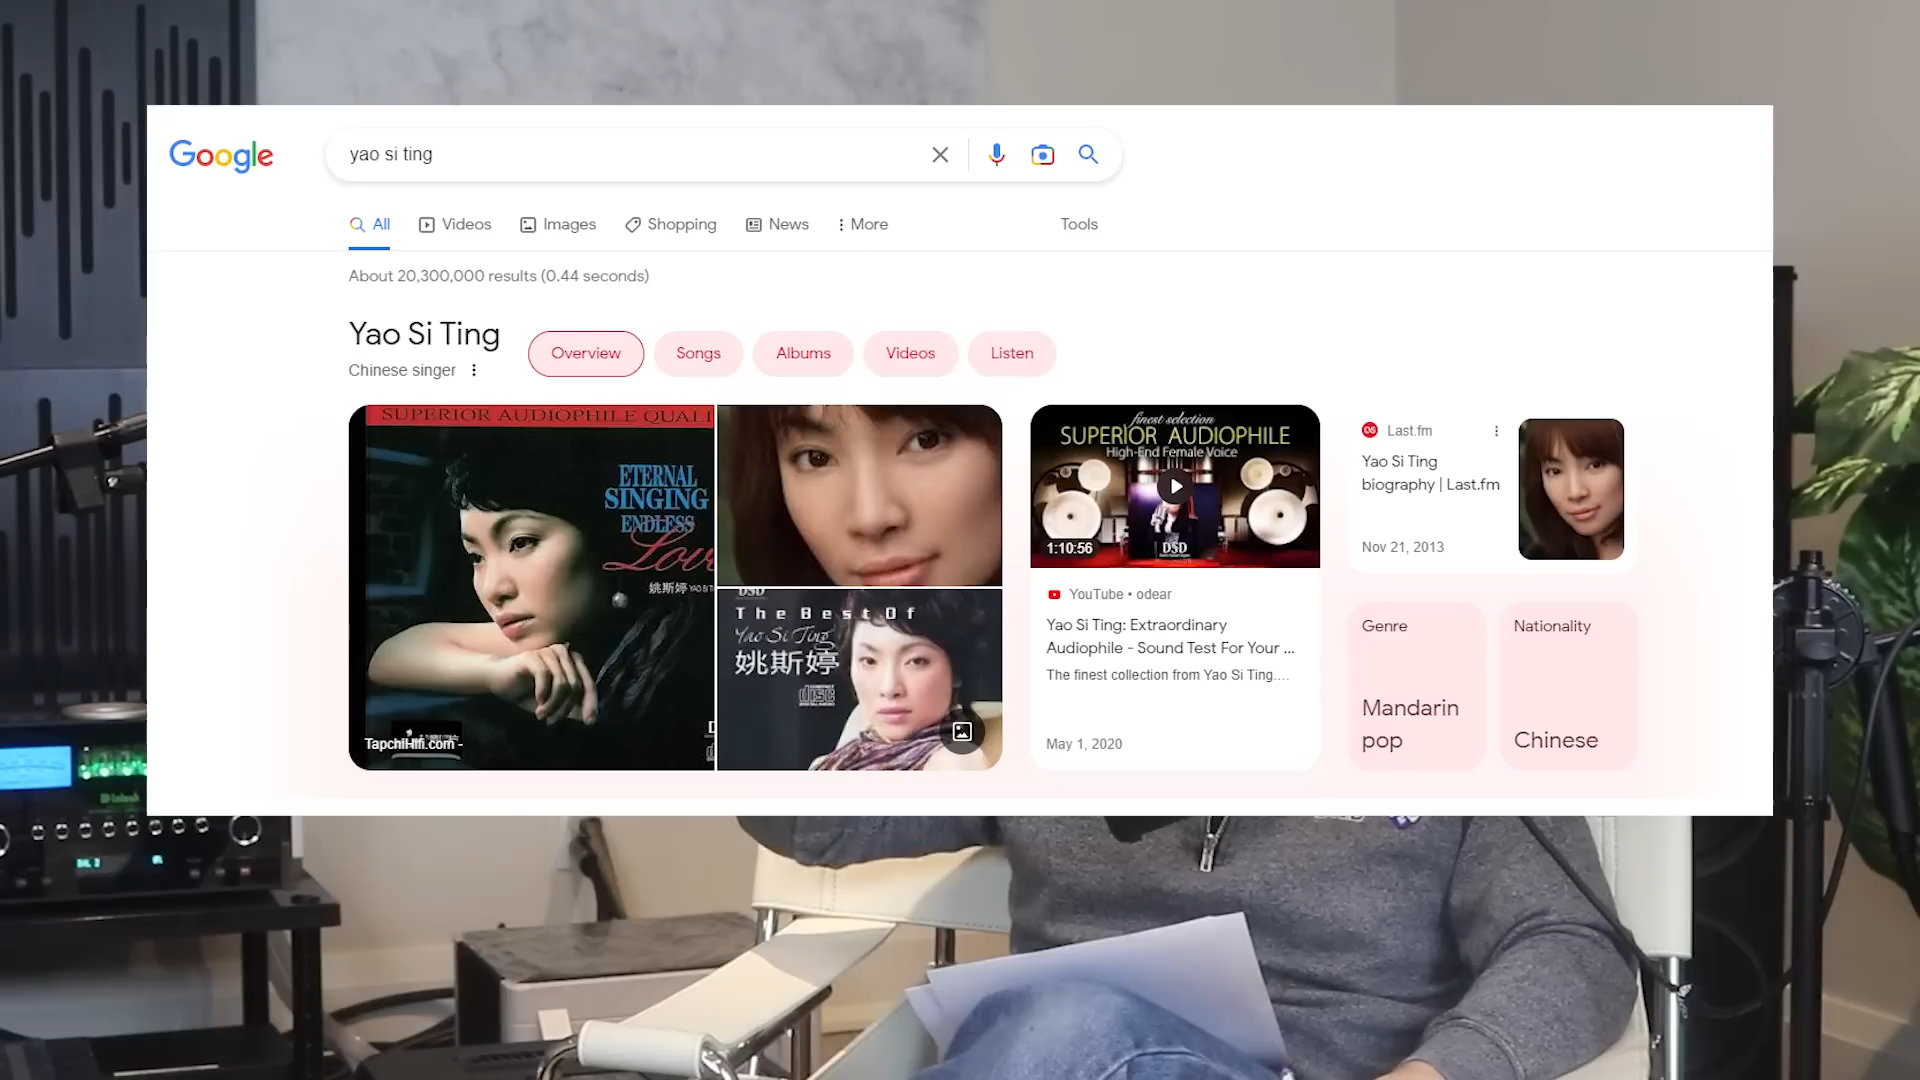 Google
yao si ting
All
Videos
Images
Shopping
News
More
Tools
About 20,300,000 results (0.44 seconds)
Yao Si Ting
Chinese singer
Overview
Songs
Albums
Videos
Listen
SUPERIOR AUDIOPHILE QUALI
ETERNAL
SINGING
ENDLESS
Lov
姚斯婷 YAO SI T
TapchiHifi.com -
DSD
The Best Of
Yao Si Ting
姚斯婷
disc
finest selection
SUPERIOR AUDIOPHILE
High-End Female Voice
DSD
1:10:56
YouTube • odear
Yao Si Ting: Extraordinary
Audiophile - Sound Test For Your ...
The finest collection from Yao Si Ting....
May 1, 2020
Last.fm
Yao Si Ting
biography | Last.fm
Nov 21, 2013
Genre
Mandarin
pop
Nationality
Chinese